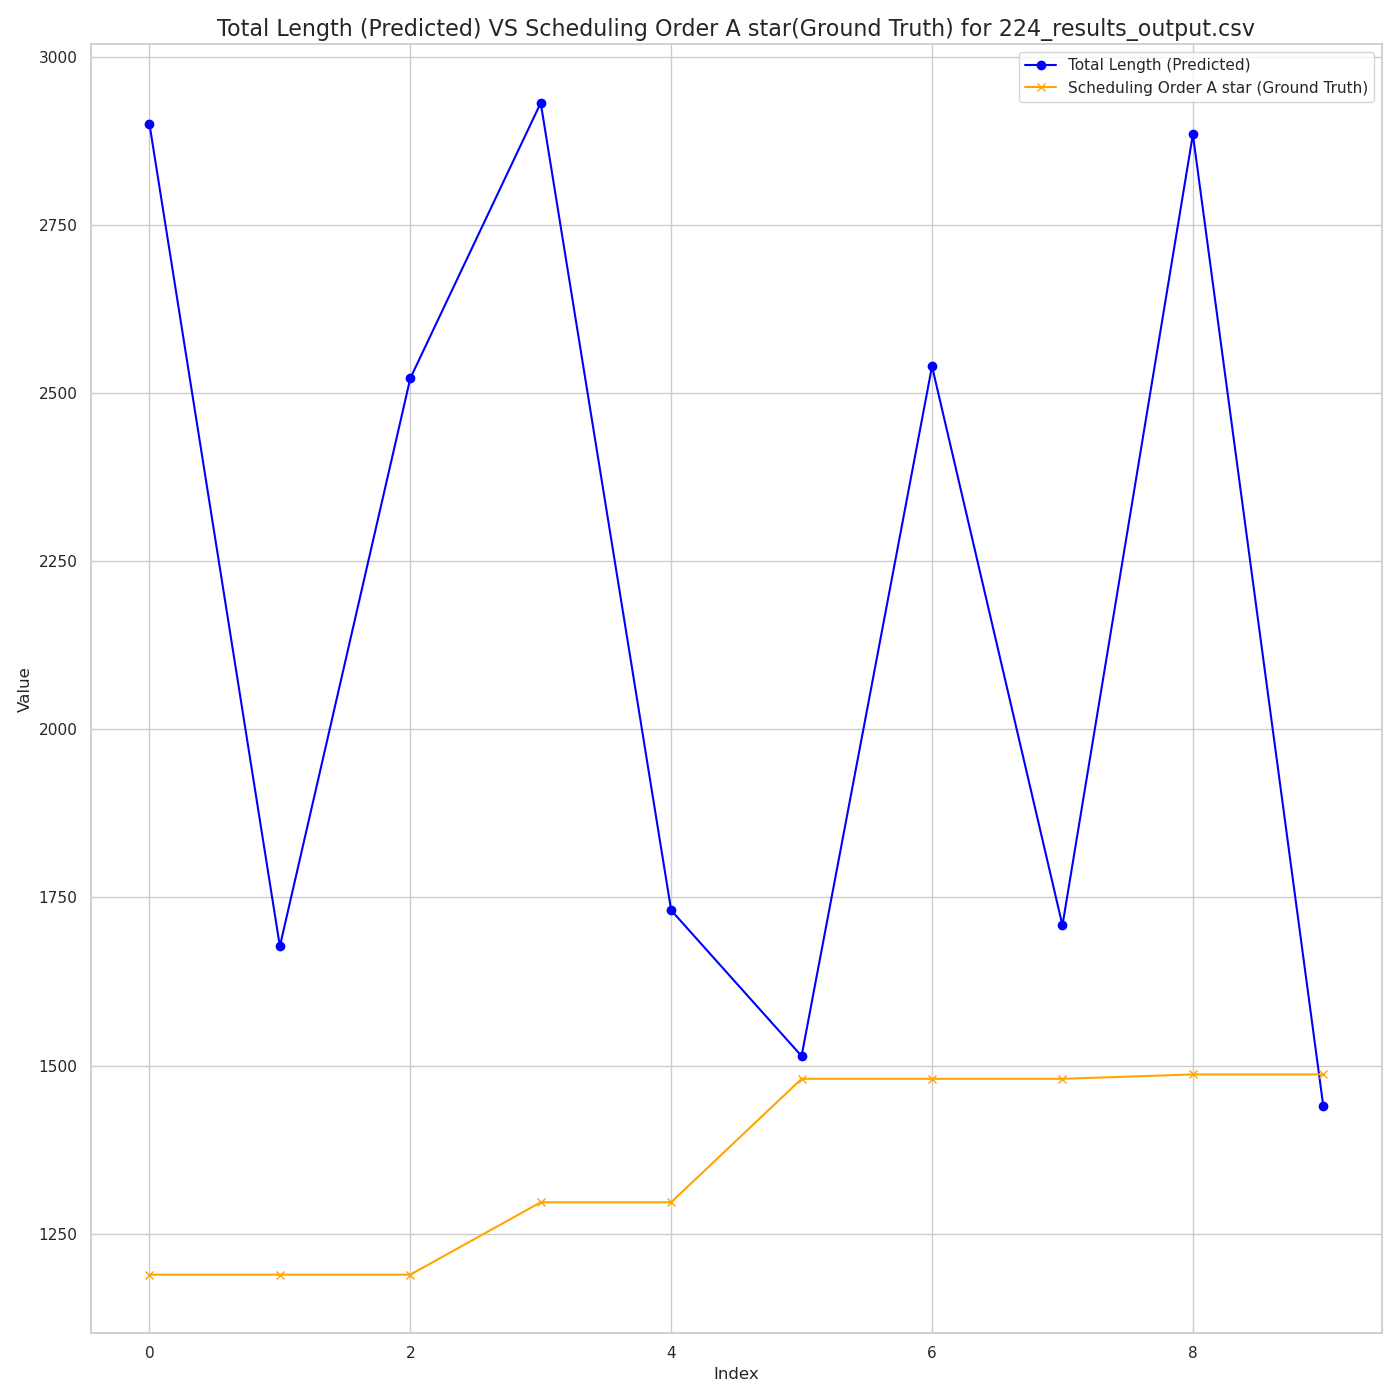 Total Length (Predicted) VS Scheduling Order A star(Ground Truth) for 224_results_output.csv
Total Length (Predicted)
Scheduling Order A star (Ground Truth)
3000
2750
2500
2250
2000
1750
1500
1250
Value
0 2 4 6 8
Index